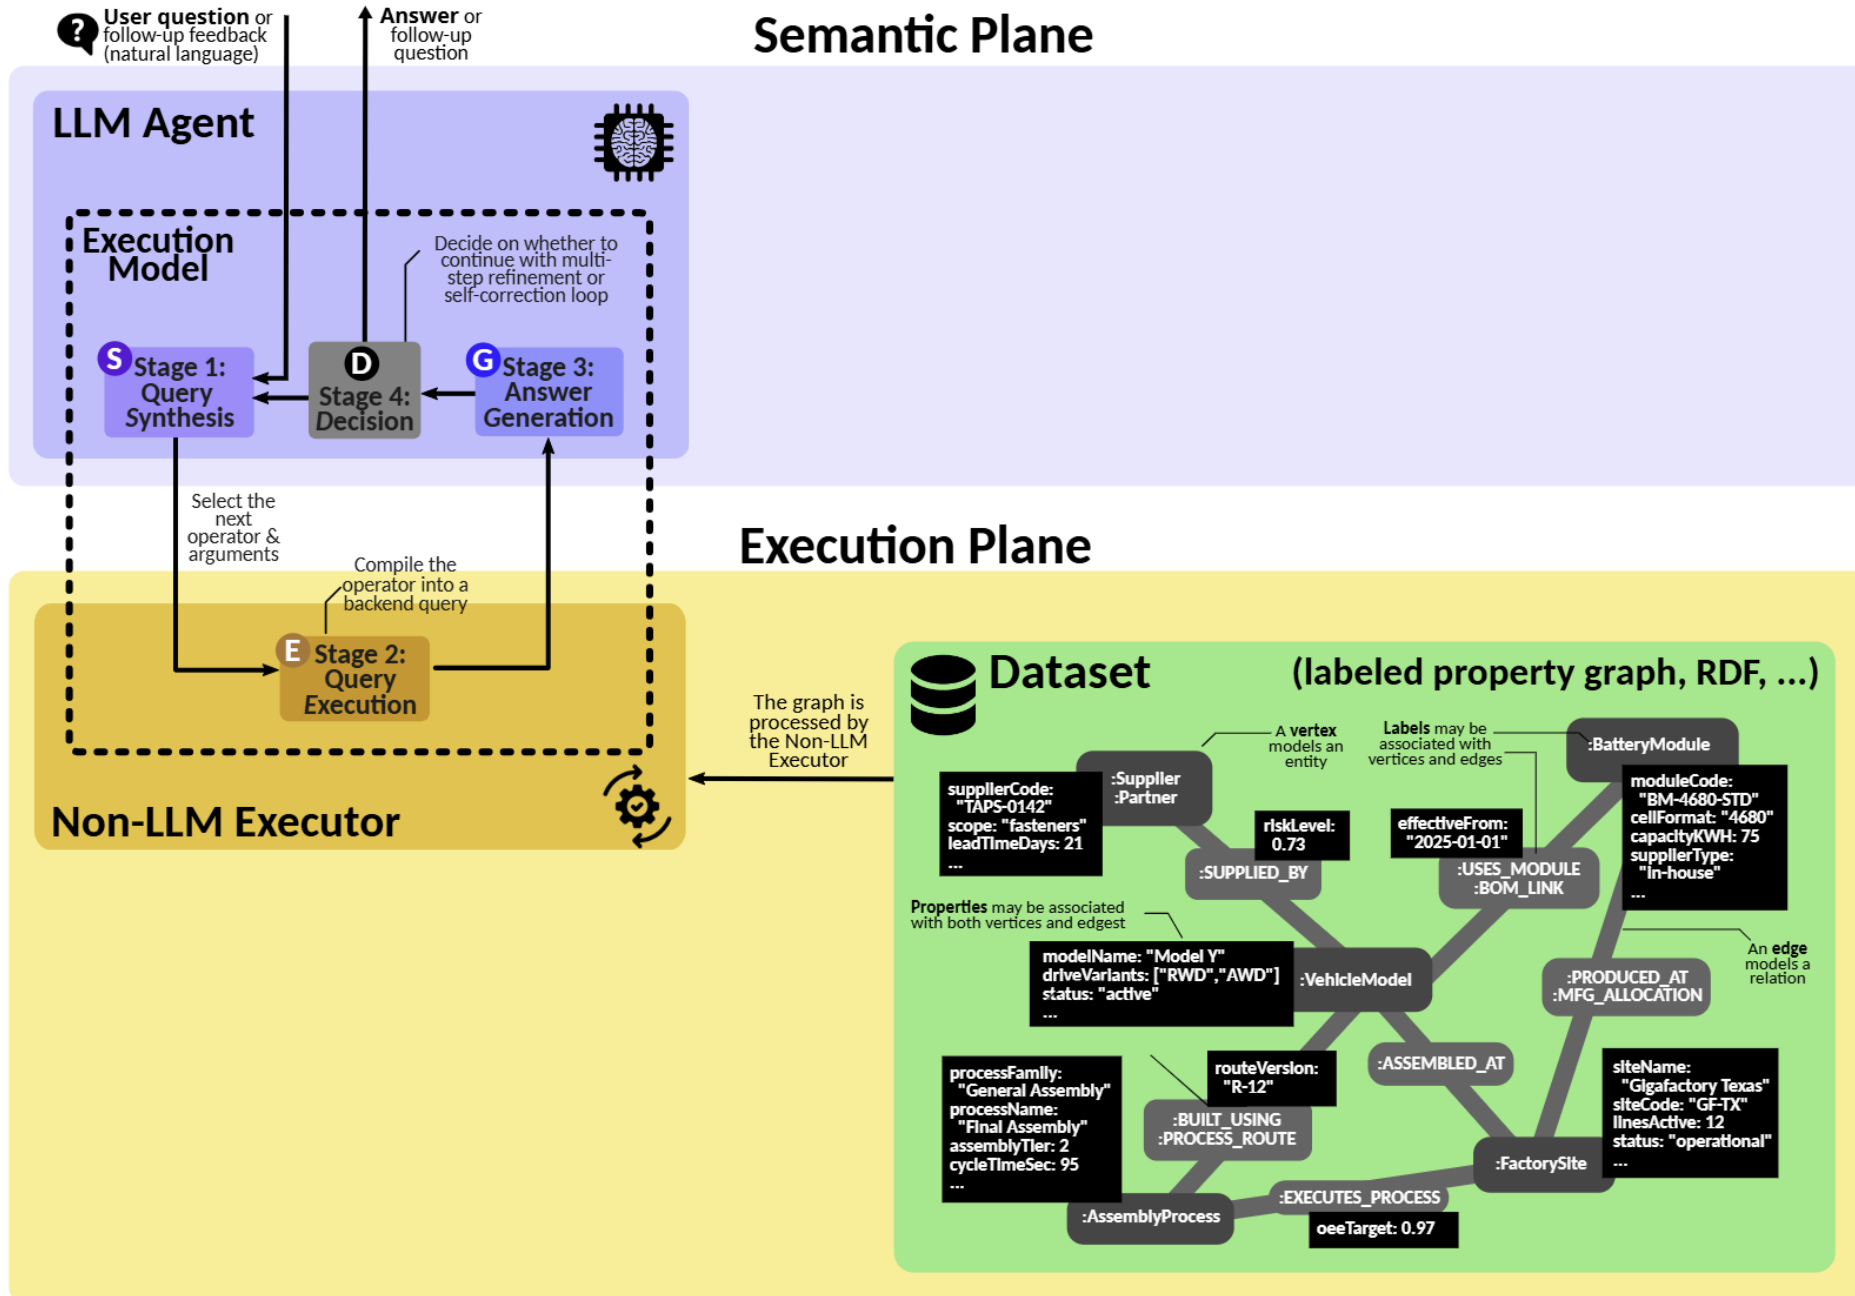 User question or
follow-up feedback
(natural language)
Answer or
follow-up
question
Semantic Plane
LLM Agent
Execution
Model
Decide on whether to
continue with multi-
step refinement or
self-correction loop
S
Stage 1:
Query
Synthesis
D
Stage 4:
Decision
G
Stage 3:
Answer
Generation
Select the
next
operator &
arguments
Compile the
operator into a
backend query
Execution Plane
E
Stage 2:
Query
Execution
Non-LLM Executor
The graph is
processed by
the Non-LLM
Executor
Dataset
(labeled property graph, RDF, ...)
A vertex
models an
entity
Labels may be
associated with
vertices and edges
:BatteryModule
:Supplier
:Partner
supplierCode:
"TAPS-0142"
scope: "fasteners"
leadTimeDays: 21
...
riskLevel:
0.73
effectiveFrom:
"2025-01-01"
moduleCode:
"BM-4680-STD"
cellFormat: "4680"
capacityKWH: 75
supplierType:
"in-house"
...
:SUPPLIED_BY
:USES_MODULE
:BOM_LINK
Properties may be associated
with both vertices and edgest
modelName: "Model Y"
driveVariants: ["RWD","AWD"]
status: "active"
...
:VehicleModel
An edge
models a
relation
:PRODUCED_AT
:MFG_ALLOCATION
processFamily:
"General Assembly"
processName:
"Final Assembly"
assemblyTier: 2
cycleTimeSec: 95
...
routeVersion:
"R-12"
:ASSEMBLED_AT
siteName:
"Gigafactory Texas"
siteCode: "GF-TX"
linesActive: 12
status: "operational"
...
:BUILT_USING
:PROCESS_ROUTE
:FactorySite
:EXECUTES_PROCESS
:AssemblyProcess
oeeTarget: 0.97